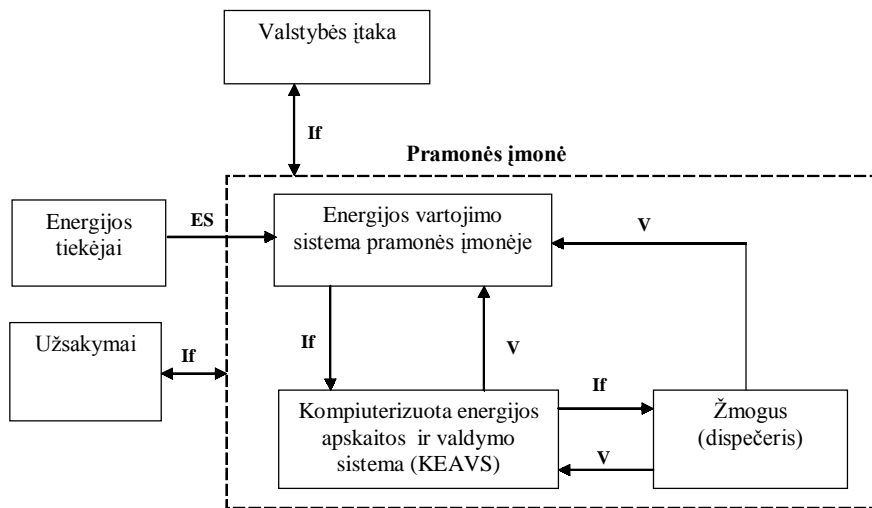 Valstybės įtaka
If
Pramonės įmonė
Energijos
tiekėjai
ES
Energijos vartojimo
sistema pramonės įmonėje
V
Užsakymai
If
If
V
Kompiuterizuota energijos
apskaitos ir valdymo
sistema (KEAVS)
If
V
Žmogus
(dispečeris)